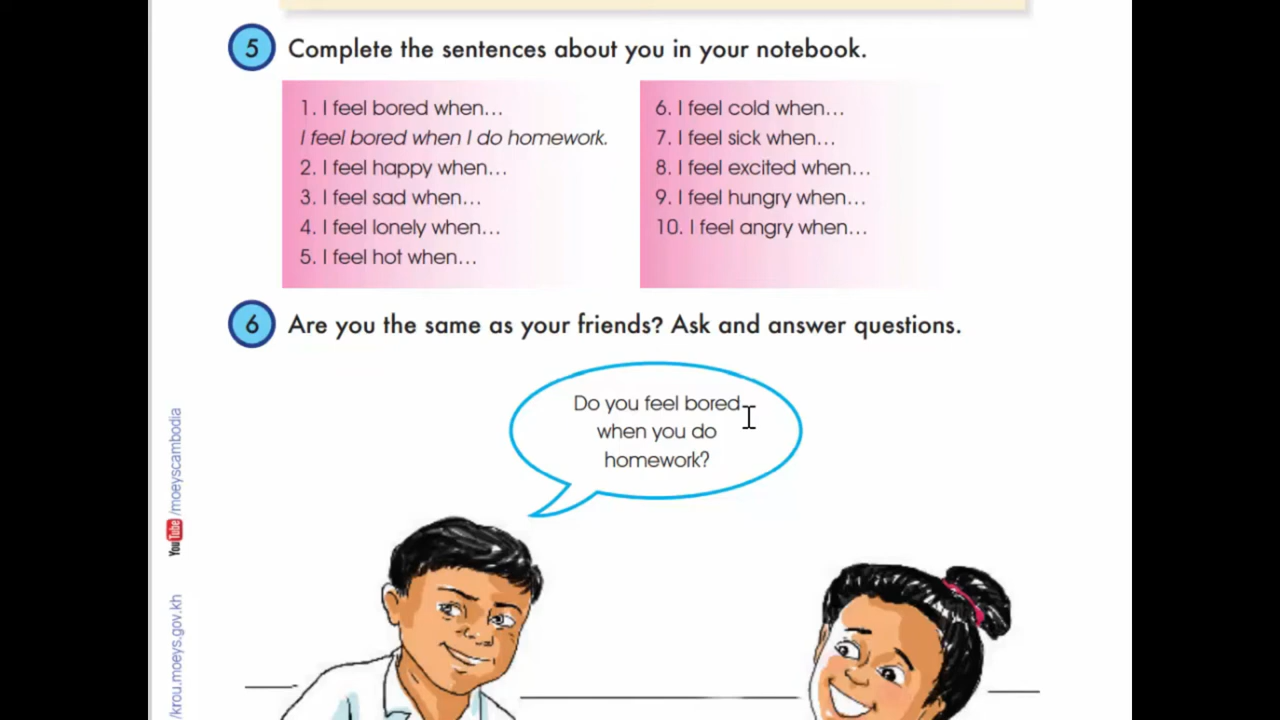 5 Complete the sentences about you in your notebook.
1. I feel bored when...
I feel bored when I do homework.
2. I feel happy when...
3. I feel sad when...
4. I feel lonely when...
5. I feel hot when...
6. I feel cold when...
7. I feel sick when...
8. I feel excited when...
9. I feel hungry when...
10. I feel angry when...
6 Are you the same as your friends? Ask and answer questions.
Do you feel bored
when you do
homework?
YouTube /moeyscambodia
/krou.moeys.gov.kh